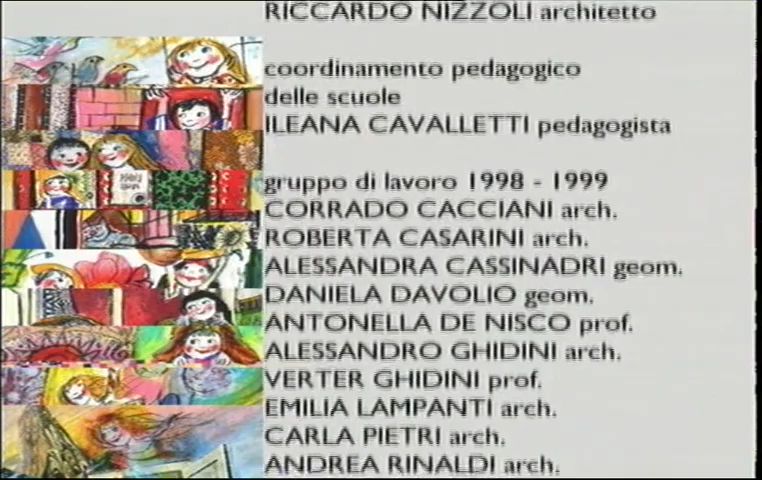 RICCARDO NIZZOLI architetto
coordinamento pedagogico
delle scuole
ILEANA CAVALLETTI pedagogista
gruppo di lavoro 1998 - 1999
CORRADO CACCIANI arch.
ROBERTA CASARINI arch.
ALESSANDRA CASSINADRI geom.
DANIELA DAVOLIO geom.
ANTONELLA DE NISCO prof.
ALESSANDRO GHIDINI arch.
VERTER GHIDINI prof.
EMILIA LAMPANTI arch.
CARLA PIETRI arch.
ANDREA RINALDI arch.